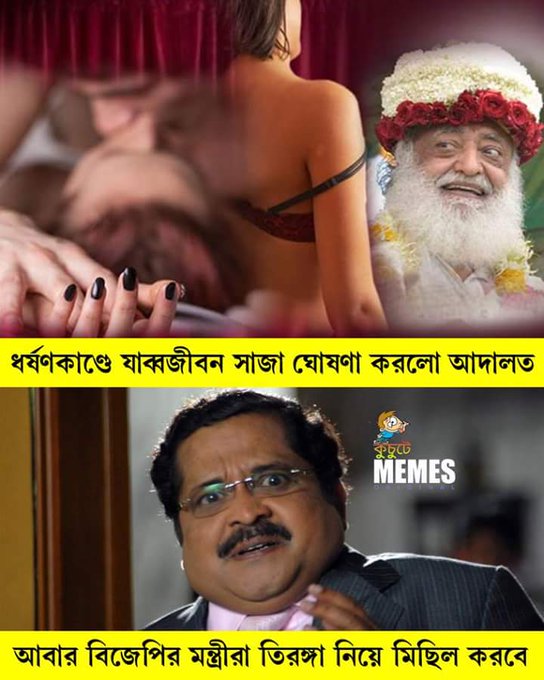 ধর্ষণকাণ্ডে যাব্বজীবন সাজা ঘোষণা করলো আদালত
কুচুটে
MEMES
আবার বিজেপির মন্ত্রীরা তিরঙ্গা নিয়ে মিছিল করবে